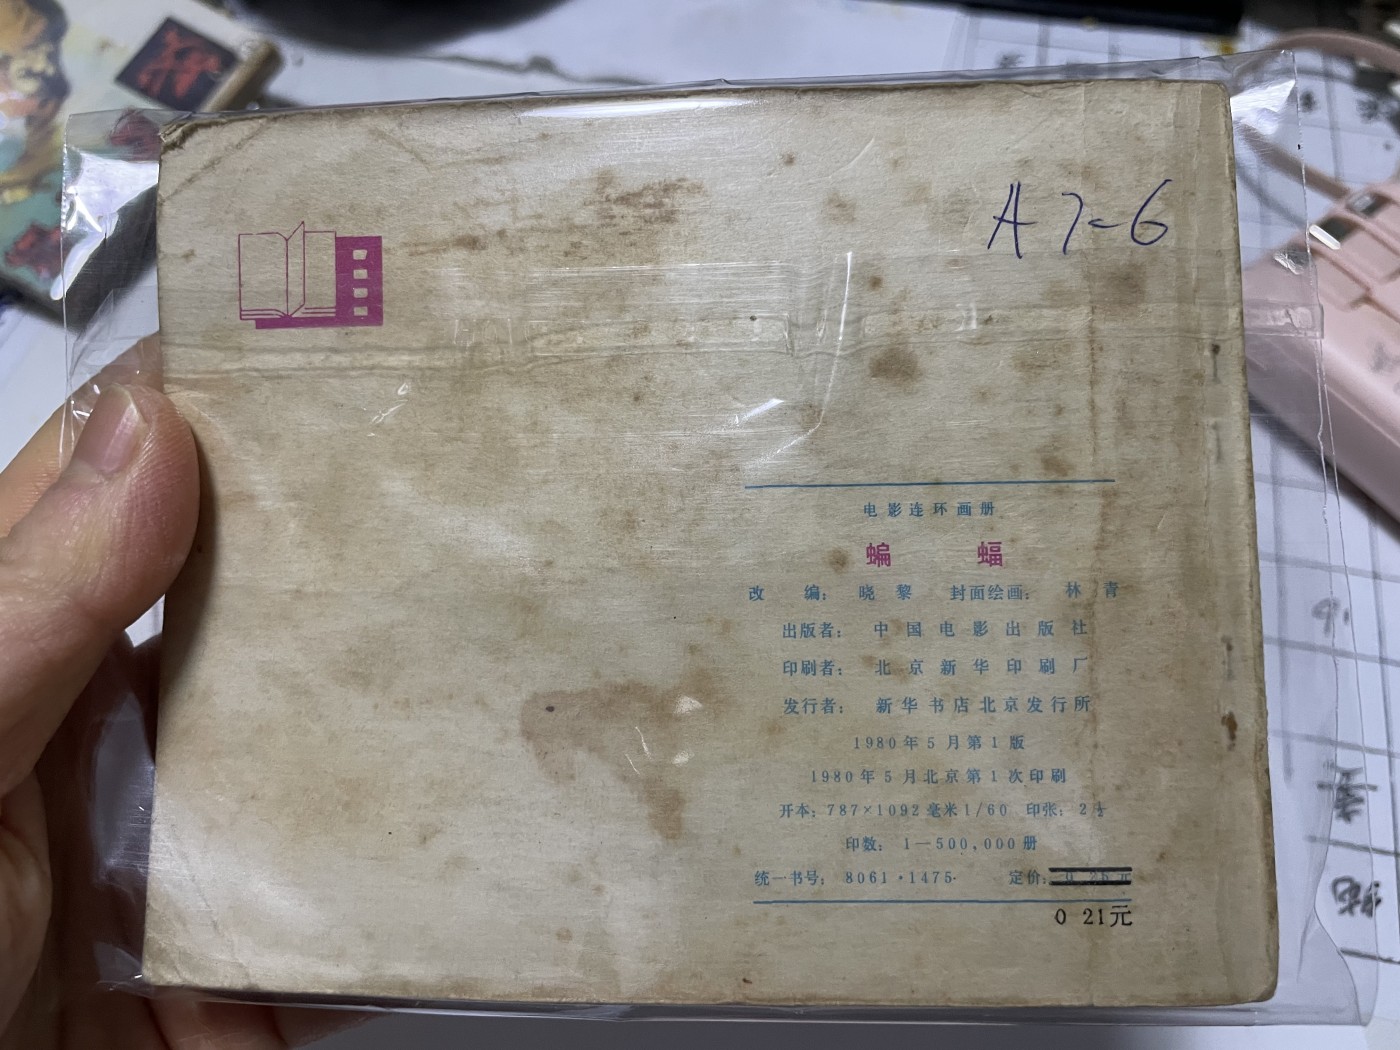 A7-6
电影连环画册
蝙 蝠
改 编： 晓黎 封面绘画： 林青
出版者： 中国电影出版社
印刷者： 北京新华印刷厂
发行者： 新华书店北京发行所
1980年5月第1版
1980年5月北京第1次印刷
开本：787×1092毫米1/60 印张：2½
印数： 1—500,000册
统一书号： 8061·1475· 定价：0.25元
0 21元